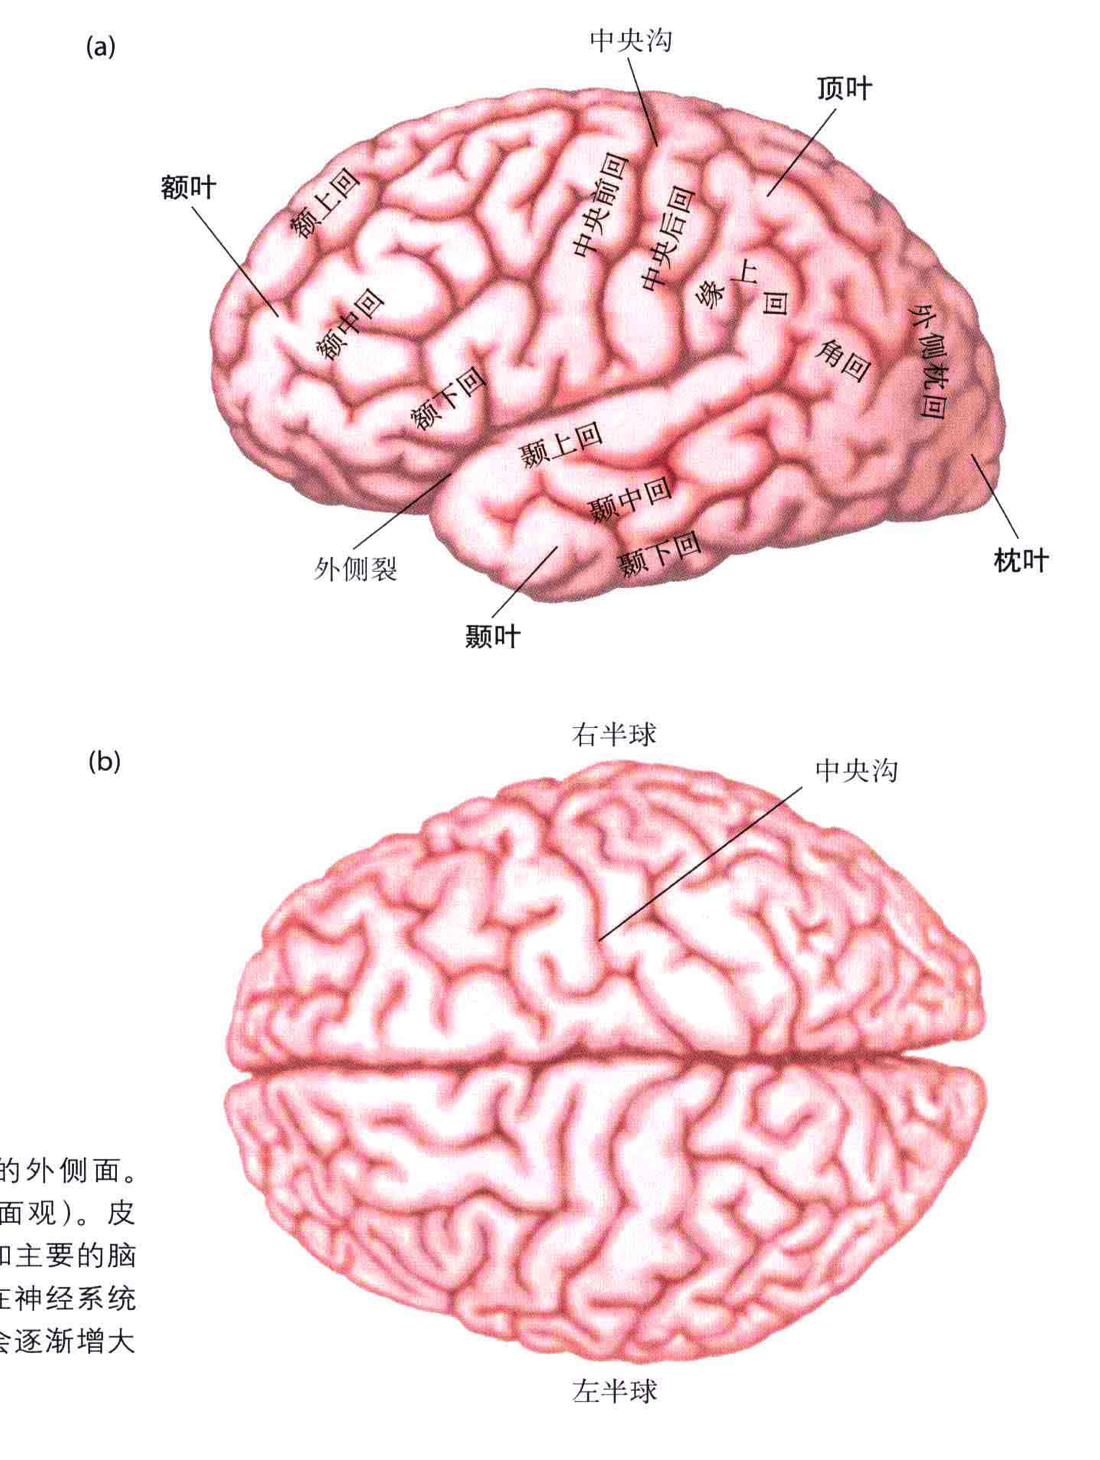 (a)
中央沟
顶叶
额叶
额上回
中央前回
中央后回
缘上回
额中回
外侧枕回
角回
额下回
颞上回
颞中回
颞下回
外侧裂
枕叶
颞叶
(b)
右半球
中央沟
的外侧面。
面观）。皮
和主要的脑
在神经系统
会逐渐增大
左半球